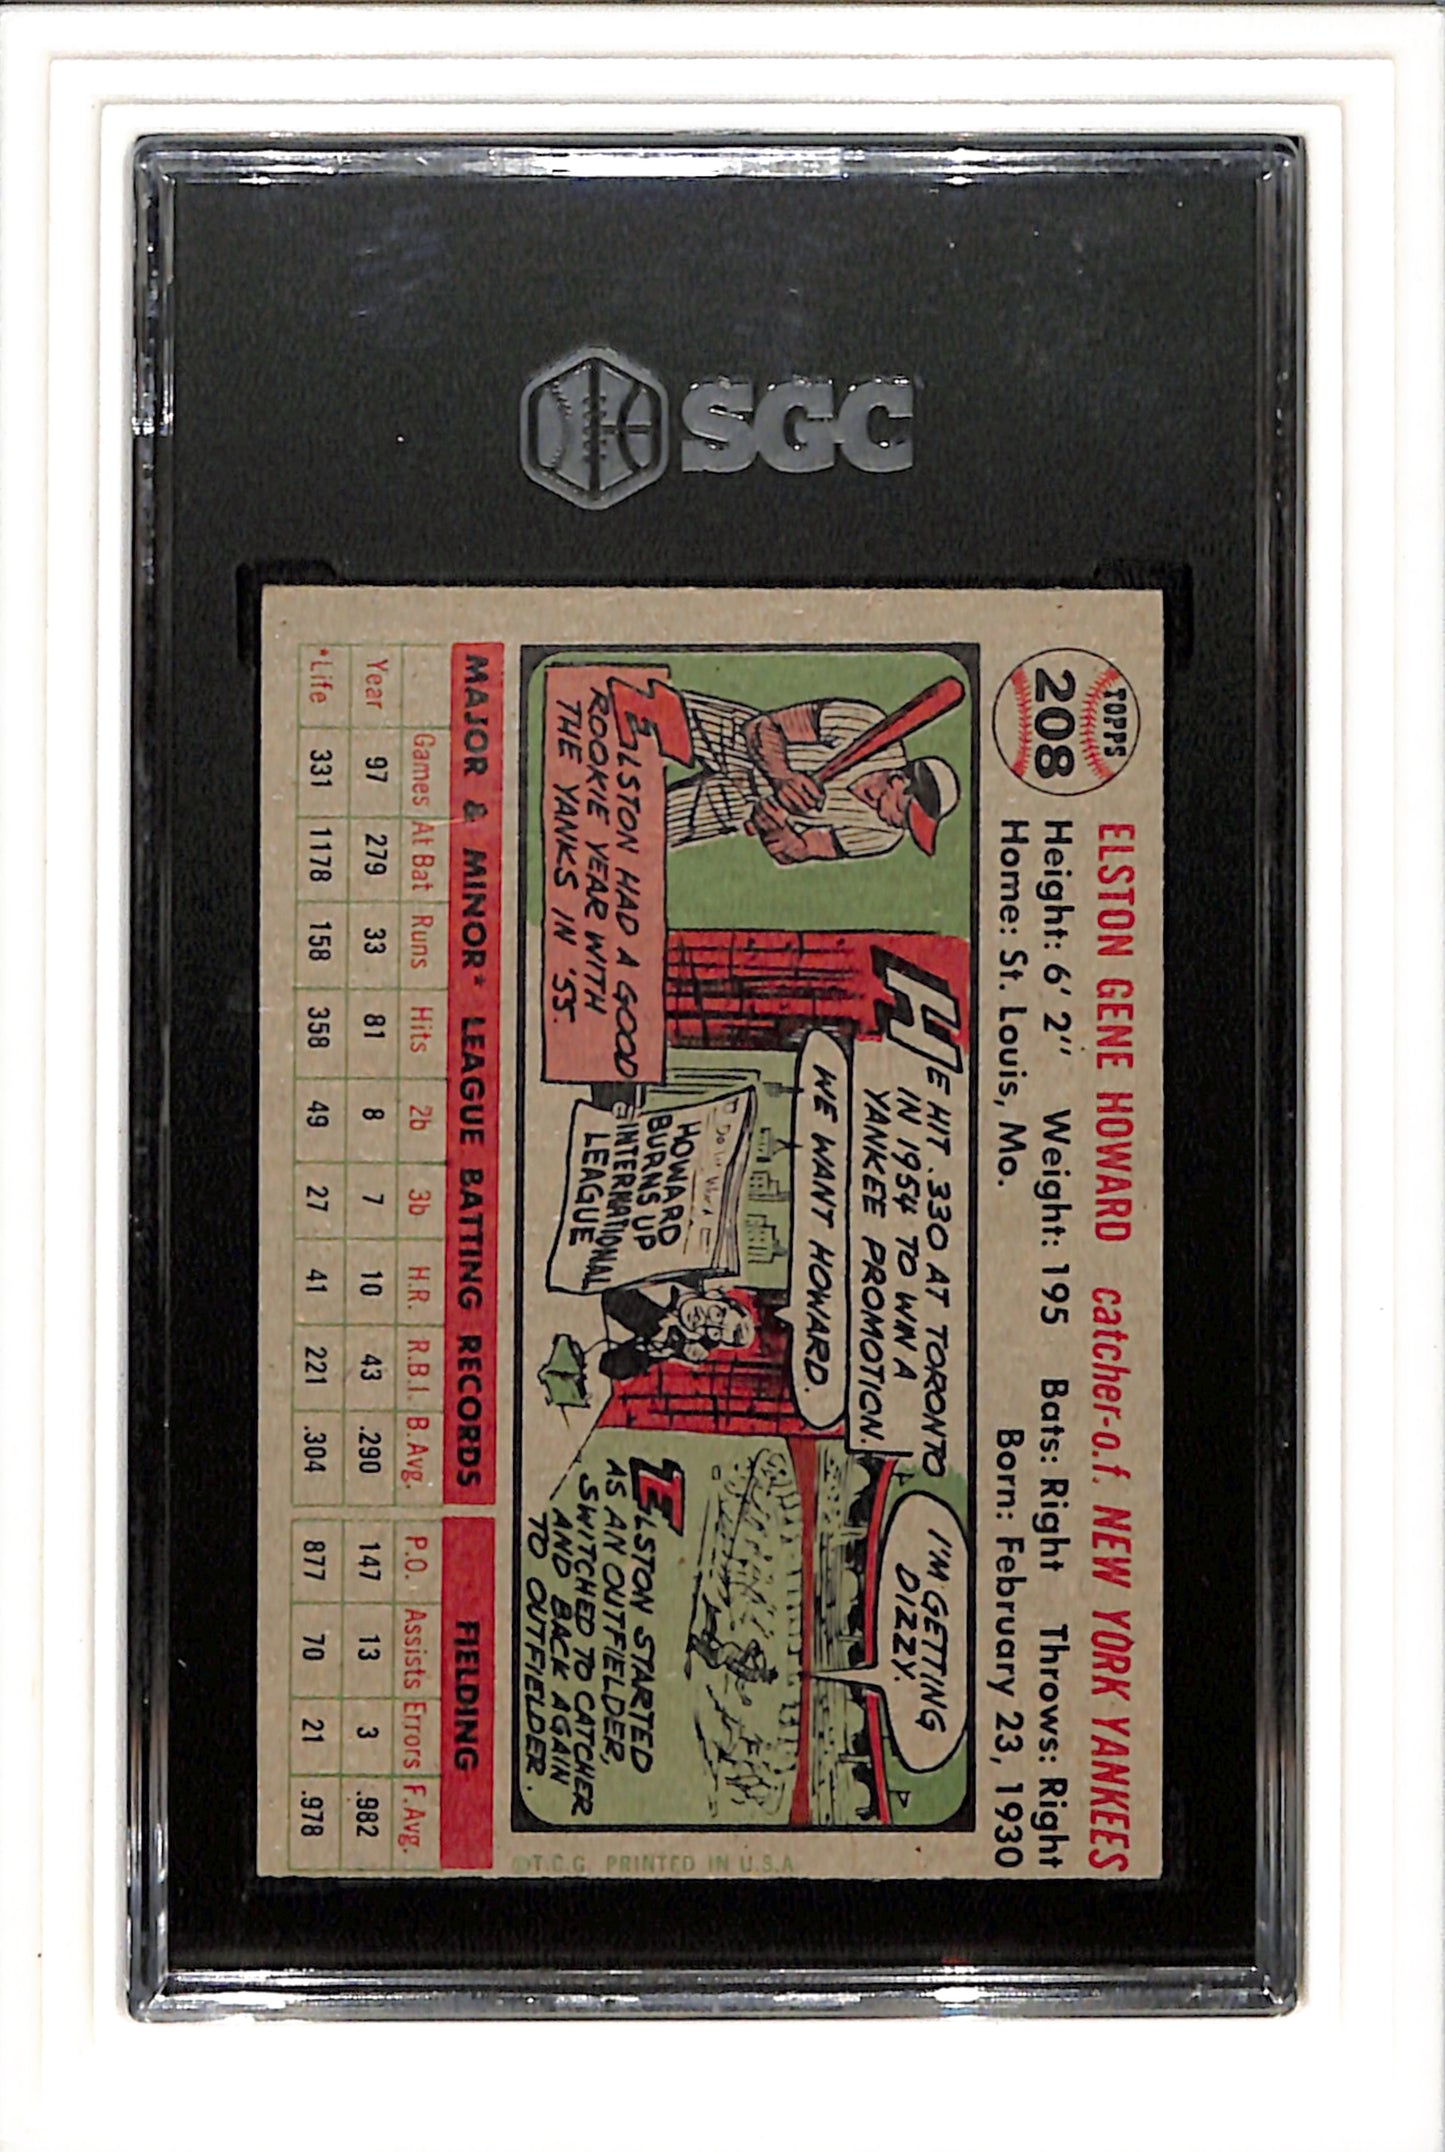 SGC
TOPPS
208
ELSTON GENE HOWARD catcher-o.f. NEW YORK YANKEES
Height: 6' 2" Weight: 195 Bats: Right Throws: Right
Home: St. Louis, Mo. Born: February 23, 1930
ELSTON HAD A GOOD
ROOKIE YEAR WITH
THE YANKS IN '55.
HE HIT .330 AT TORONTO
IN 1954 TO WIN A
YANKEE PROMOTION.
WE WANT HOWARD.
HOWARD
BURNS UP
INTERNATIONAL
LEAGUE
I'M GETTING
DIZZY.
ELSTON STARTED
AS AN OUTFIELDER,
SWITCHED TO CATCHER
AND BACK AGAIN
TO OUTFIELDER.
©T.C.G. PRINTED IN U.S.A.
MAJOR & MINOR* LEAGUE BATTING RECORDS FIELDING
Games At Bat Runs Hits 2b 3b H.R. R.B.I. B.Avg. P.O. Assists Errors F.Avg.
Year 97 279 33 81 8 7 10 43 .290 147 13 3 .982
*Life 331 1178 158 358 49 27 41 221 .304 877 70 21 .978